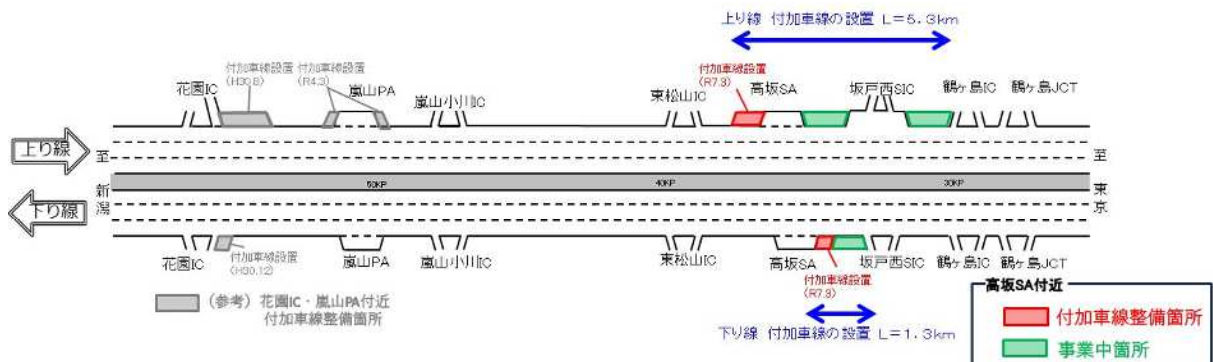 上り線 付加車線の設置 L=5.3km
付加車線設置
(H30.8)
付加車線設置
(R4.3)
付加車線設置
(R7.3)
花園IC
嵐山PA
嵐山小川IC
東松山IC
高坂SA
坂戸西SIC
鶴ヶ島IC
鶴ヶ島JCT
上り線
至
新潟
50KP
40KP
30KP
至
東京
下り線
花園IC
付加車線設置
(H30.12)
嵐山PA
嵐山小川IC
東松山IC
高坂SA
付加車線設置
(R7.3)
坂戸西SIC
鶴ヶ島IC
鶴ヶ島JCT
(参考) 花園IC・嵐山PA付近
付加車線整備箇所
下り線 付加車線の設置 L=1.3km
高坂SA付近
付加車線整備箇所
事業中箇所